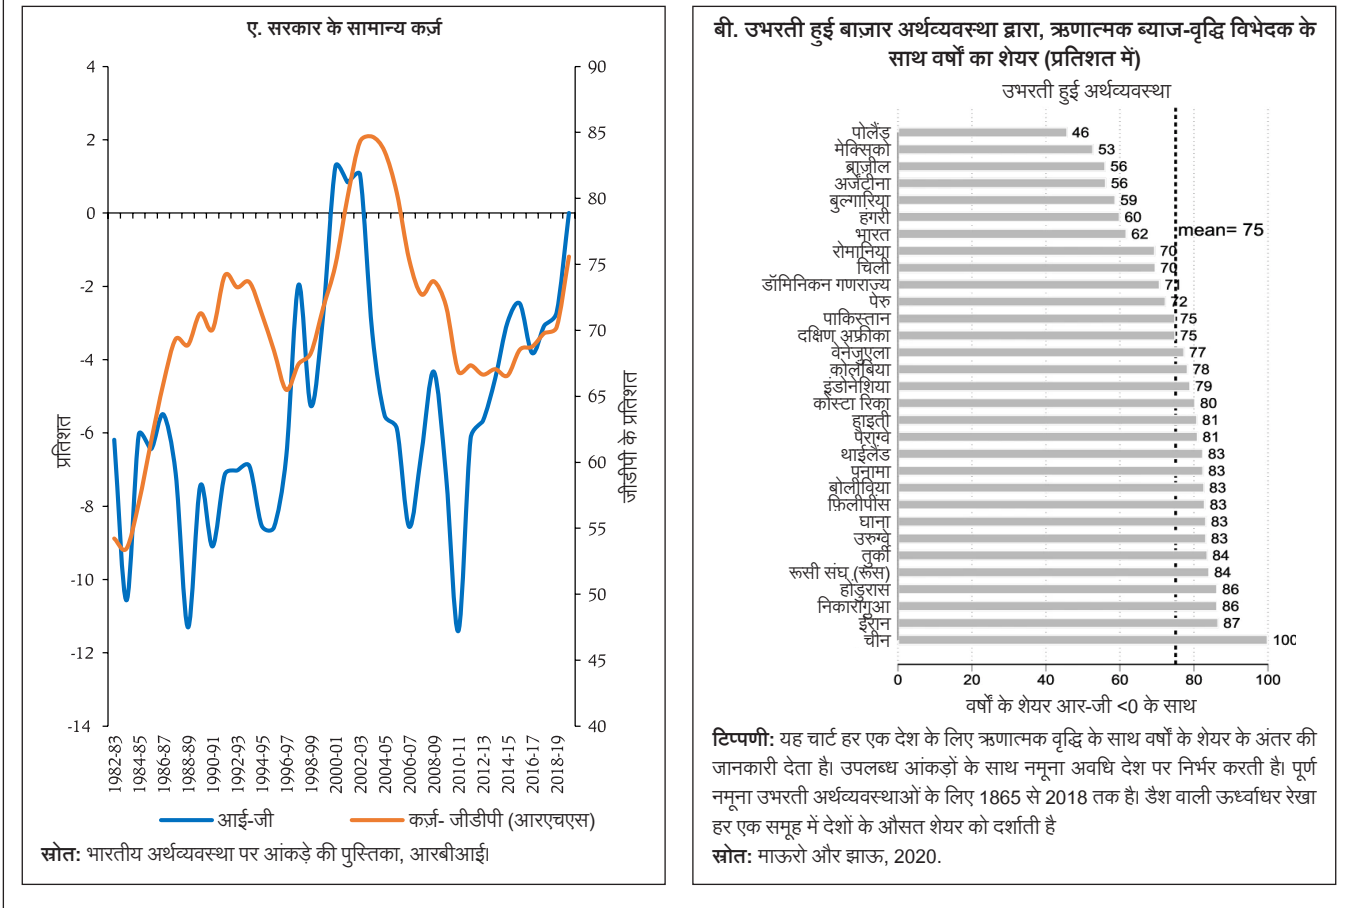 ए. सरकार के सामान्य कर्ज़
4
2
0
-2
-4
-6
-8
-10
-12
-14
प्रतिशत
90
85
80
75
70
65
60
55
50
45
40
जीडीपी के प्रतिशत
1982-83
1984-85
1986-87
1988-89
1990-91
1992-93
1994-95
1996-97
1998-99
2000-01
2002-03
2004-05
2006-07
2008-09
2010-11
2012-13
2014-15
2016-17
2018-19
आई-जी
कर्ज़- जीडीपी (आरएचएस)
स्रोत: भारतीय अर्थव्यवस्था पर आंकड़े की पुस्तिका, आरबीआई।
बी. उभरती हुई बाज़ार अर्थव्यवस्था द्वारा, ऋणात्मक ब्याज-वृद्धि विभेदक के
साथ वर्षों का शेयर (प्रतिशत में)
उभरती हुई अर्थव्यवस्था
पोलैंड 46
मेक्सिको 53
ब्राज़ील 56
अर्जेंटीना 56
बुल्गारिया 59
हंगरी 60
भारत 62
mean= 75
रोमानिया 70
चिली 70
डॉमिनिकन गणराज्य 71
पेरु 72
पाकिस्तान 75
दक्षिण अफ्रीका 75
वेनेजुएला 77
कोलंबिया 78
इंडोनेशिया 79
कोस्टा रिका 80
हाइती 81
पैराग्वे 81
थाईलैंड 83
पनामा 83
बोलीविया 83
फ़िलीपींस 83
घाना 83
उरुग्वे 83
तुर्की 84
रूसी संघ (रूस) 84
होंडुरास 86
निकारागुआ 86
ईरान 87
चीन 100
0 20 40 60 80 100
वर्षों के शेयर आर-जी <0 के साथ
टिप्पणी: यह चार्ट हर एक देश के लिए ऋणात्मक वृद्धि के साथ वर्षों के शेयर के अंतर की
जानकारी देता है। उपलब्ध आंकड़ों के साथ नमूना अवधि देश पर निर्भर करती है। पूर्ण
नमूना उभरती अर्थव्यवस्थाओं के लिए 1865 से 2018 तक है। डैश वाली ऊर्ध्वाधर रेखा
हर एक समूह में देशों के औसत शेयर को दर्शाती है
स्रोत: माऊरो और झाऊ, 2020.